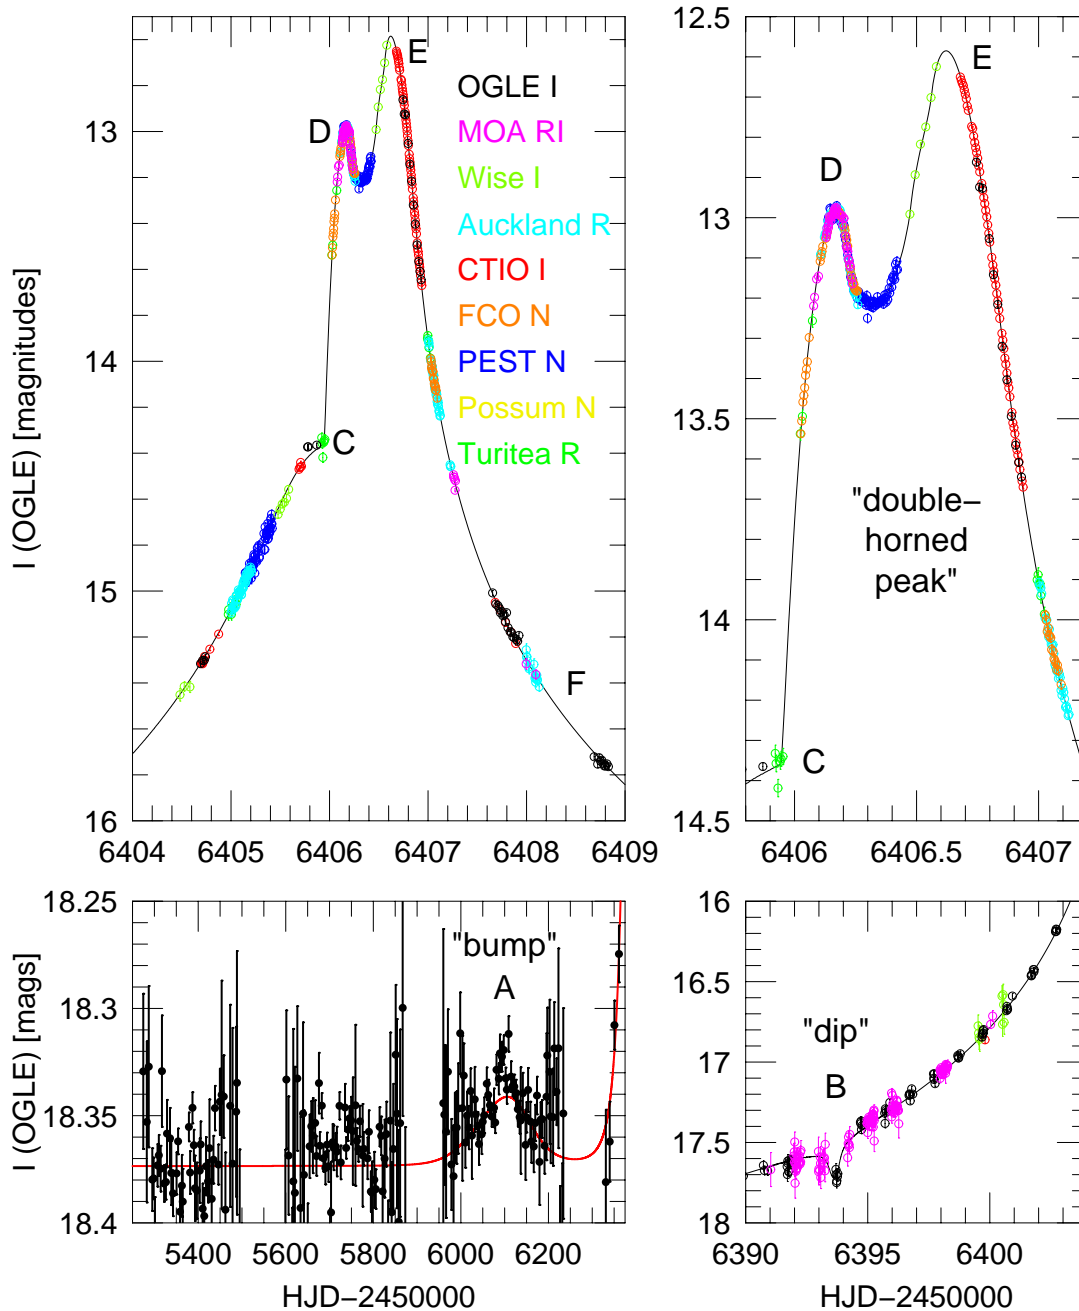 12.5
13
14
15
16
I (OGLE) [magnitudes]
6404
6405
6406
6407
6408
6409
C
D
E
F
OGLE I
MOA RI
Wise I
Auckland R
CTIO I
FCO N
PEST N
Possum N
Turitea R
13
13.5
14
14.5
6406
6406.5
6407
C
D
E
"double−
horned
peak"
18.25
18.3
18.35
18.4
I (OGLE) [mags]
"bump"
A
5400
5600
5800
6000
6200
HJD−2450000
16
16.5
17
17.5
18
"dip"
B
6390
6395
6400
HJD−2450000